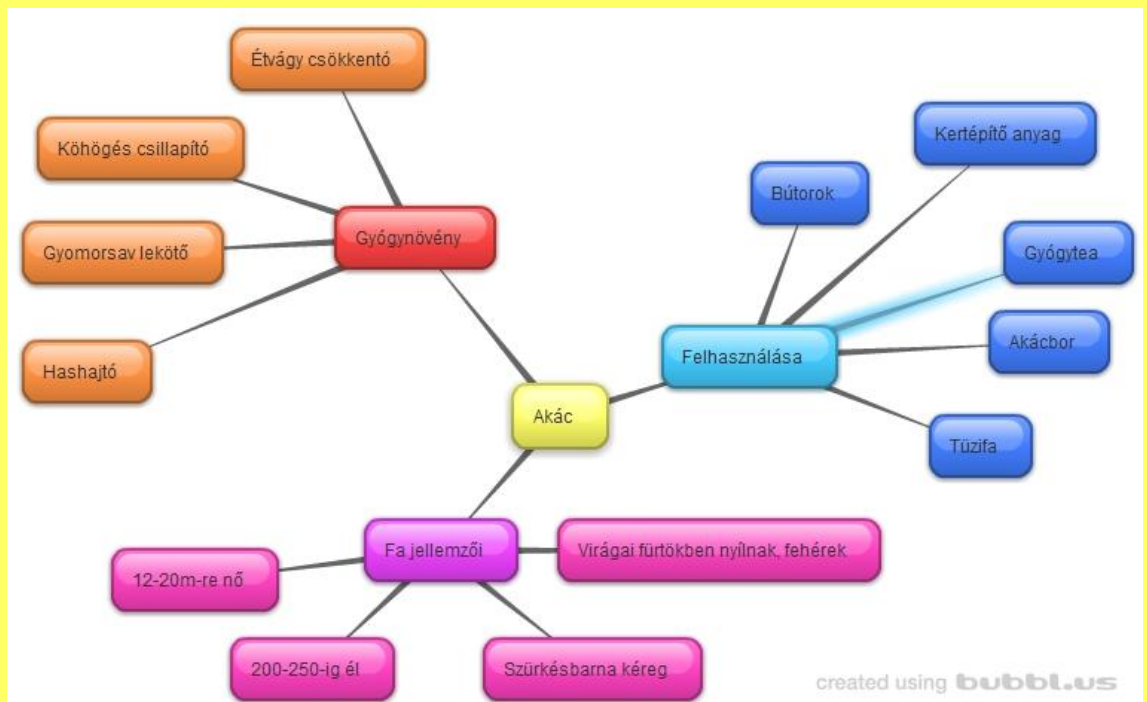 Étvágy csökkentó
Köhögés csillapító
Gyomorsav lekötő
Hashajtó
Gyógynövény
Bútorok
Kertépítő anyag
Gyógytea
Akácbor
Tüzifa
Felhasználása
Akác
Fa jellemzői
Virágai fürtökben nyílnak, fehérek
12-20m-re nő
200-250-ig él
Szürkésbarna kéreg
created using bubbl.us